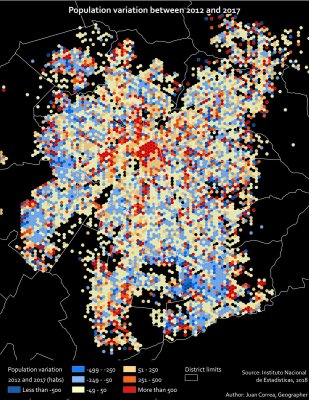 Population variation between 2012 and 2017
Population variation
2012 and 2017 (habs)
Less than -500
-499 - -250
-249 - -50
-49 - 50
51 - 250
251 - 500
More than 500
District limits
Source: Instituto Nacional
de Estadísticas, 2018
Author: Juan Correa, Geographer